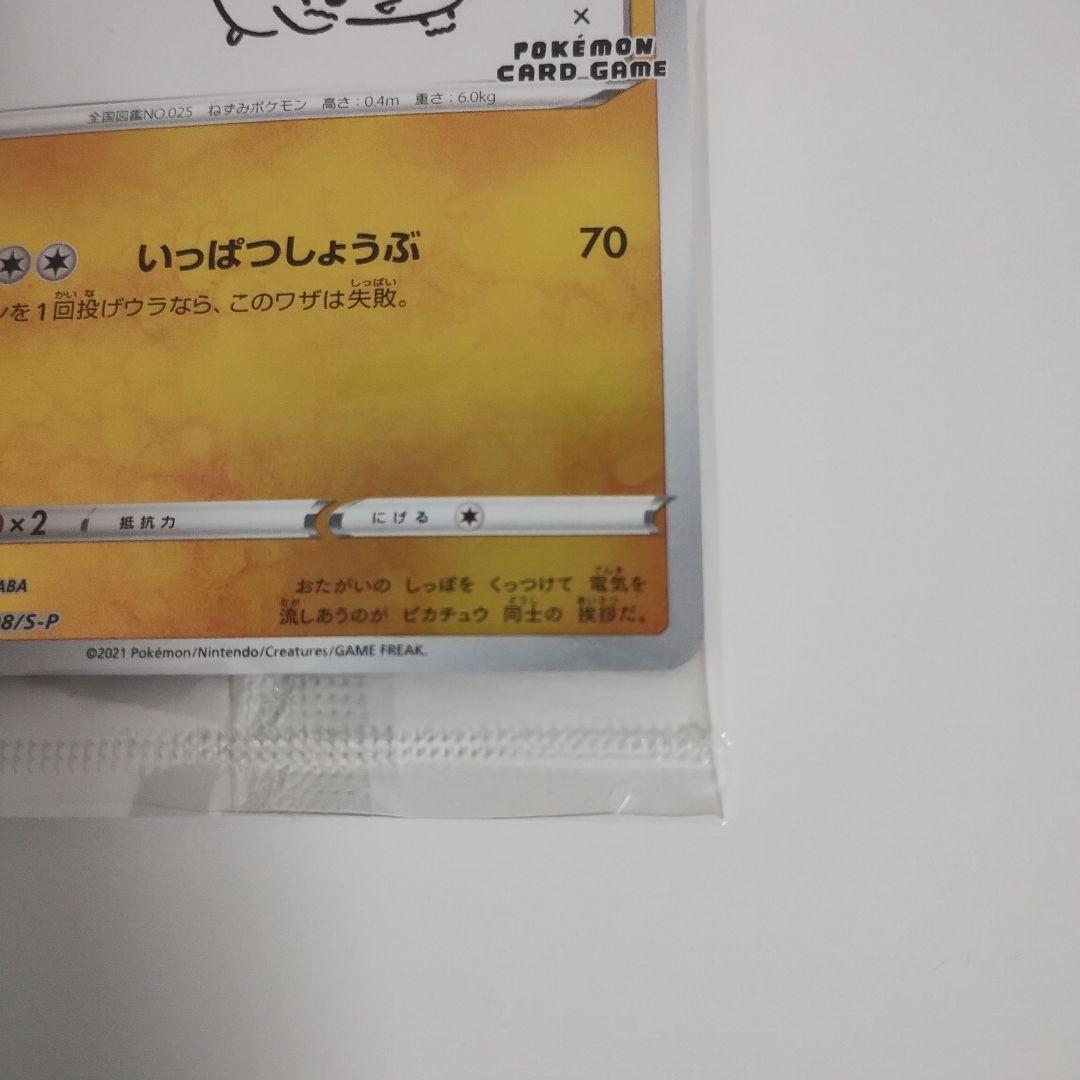 ×
POKÉMON
CARD GAME
全国図鑑NO.025 ねずみポケモン 高さ:0.4m 重さ:6.0kg
いっぱつしょうぶ 70
ンを1回投げウラなら、このワザは失敗。
×2 抵抗力 にげる
ABA
8/S-P
おたがいの しっぽを くっつけて 電気を
流しあうのが ピカチュウ 同士の 挨拶だ。
©2021 Pokémon/Nintendo/Creatures/GAME FREAK.